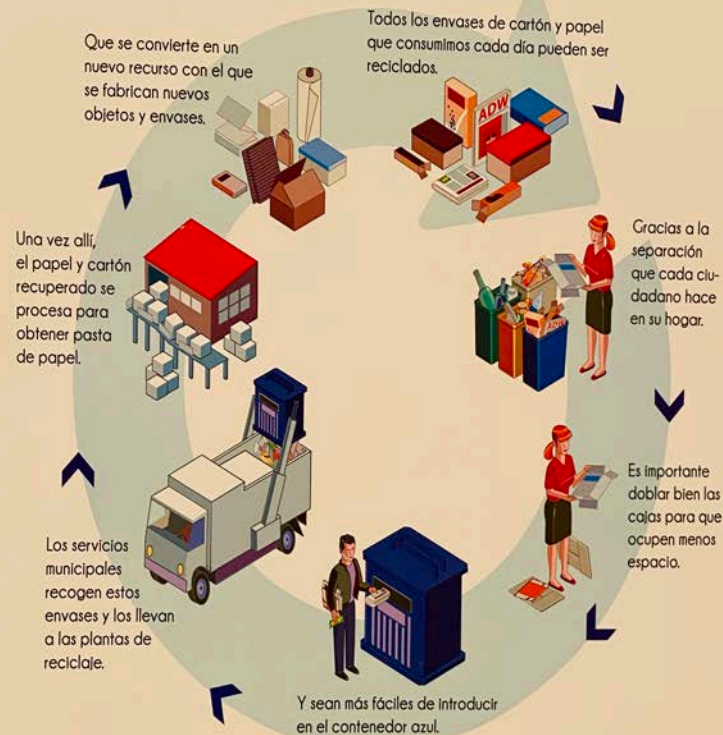 Todos los envases de cartón y papel
que consumimos cada día pueden ser
reciclados.
ADW
Gracias a la
separación
que cada ciu-
dadano hace
en su hogar.
ADW
Es importante
doblar bien las
cajas para que
ocupen menos
espacio.
Y sean más fáciles de introducir
en el contenedor azul.
Los servicios
municipales
recogen estos
envases y los llevan
a las plantas de
reciclaje.
Una vez allí,
el papel y cartón
recuperado se
procesa para
obtener pasta
de papel.
Que se convierte en un
nuevo recurso con el que
se fabrican nuevos
objetos y envases.